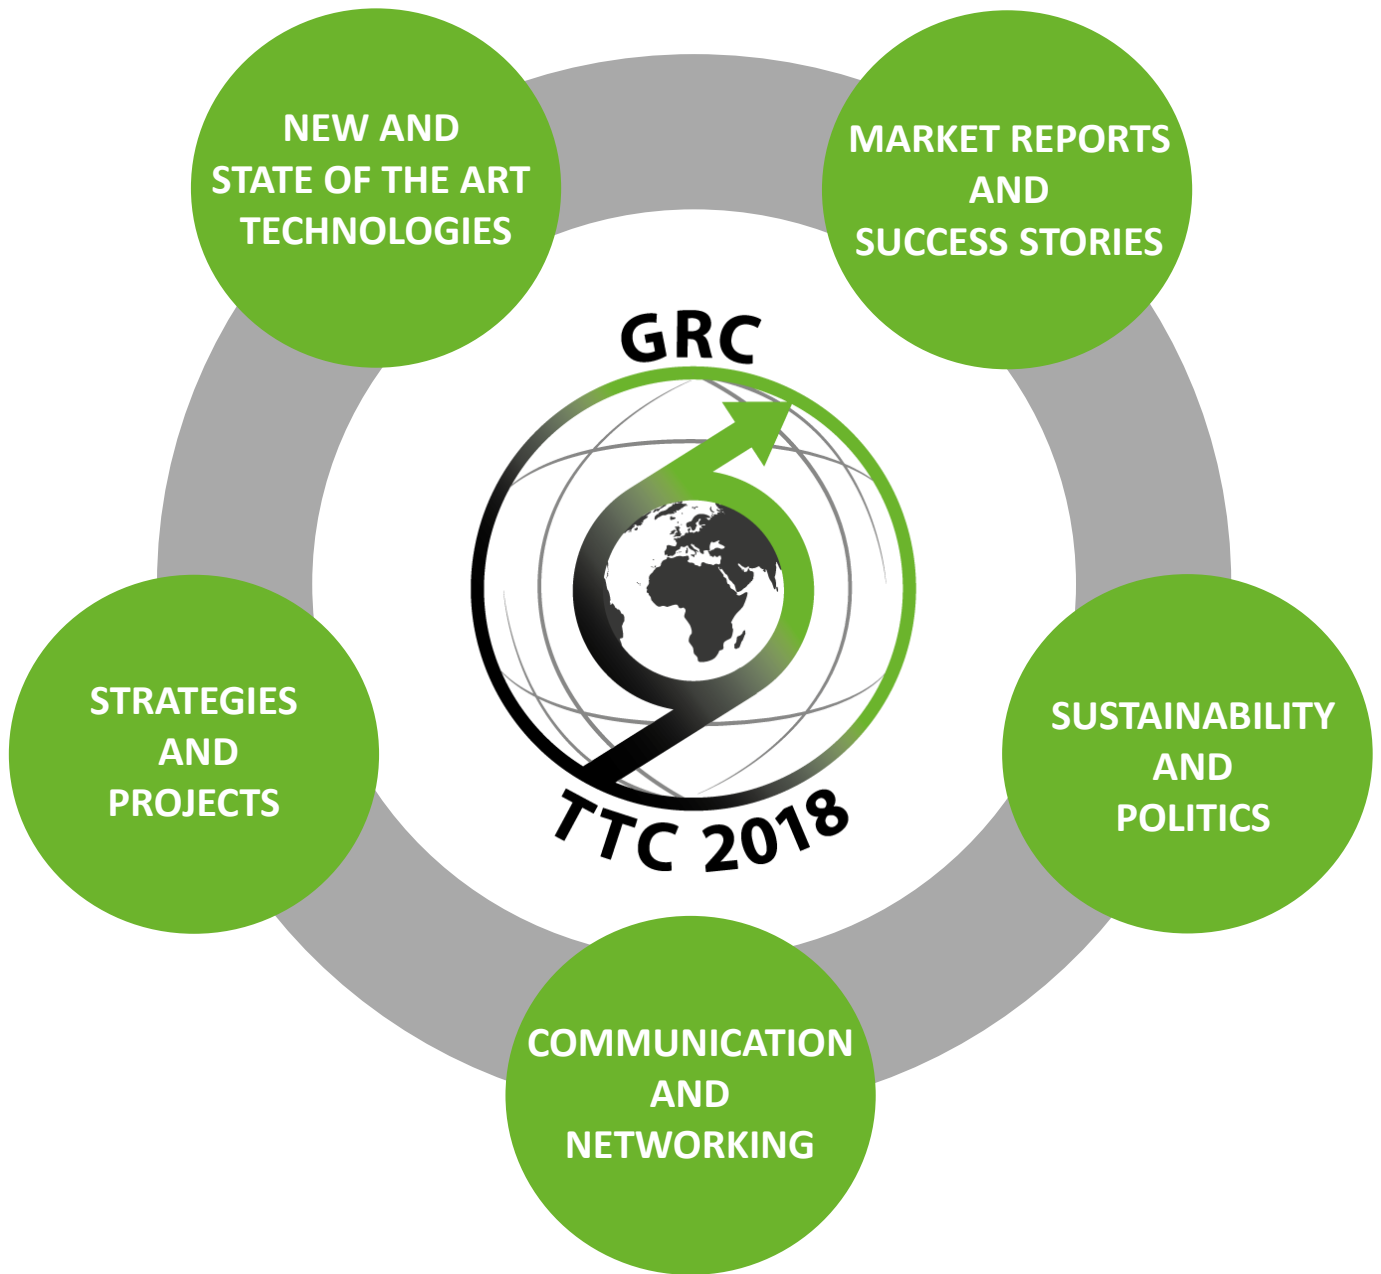 NEW AND
STATE OF THE ART
TECHNOLOGIES
MARKET REPORTS
AND
SUCCESS STORIES
GRC
TTC 2018
STRATEGIES
AND
PROJECTS
SUSTAINABILITY
AND
POLITICS
COMMUNICATION
AND
NETWORKING